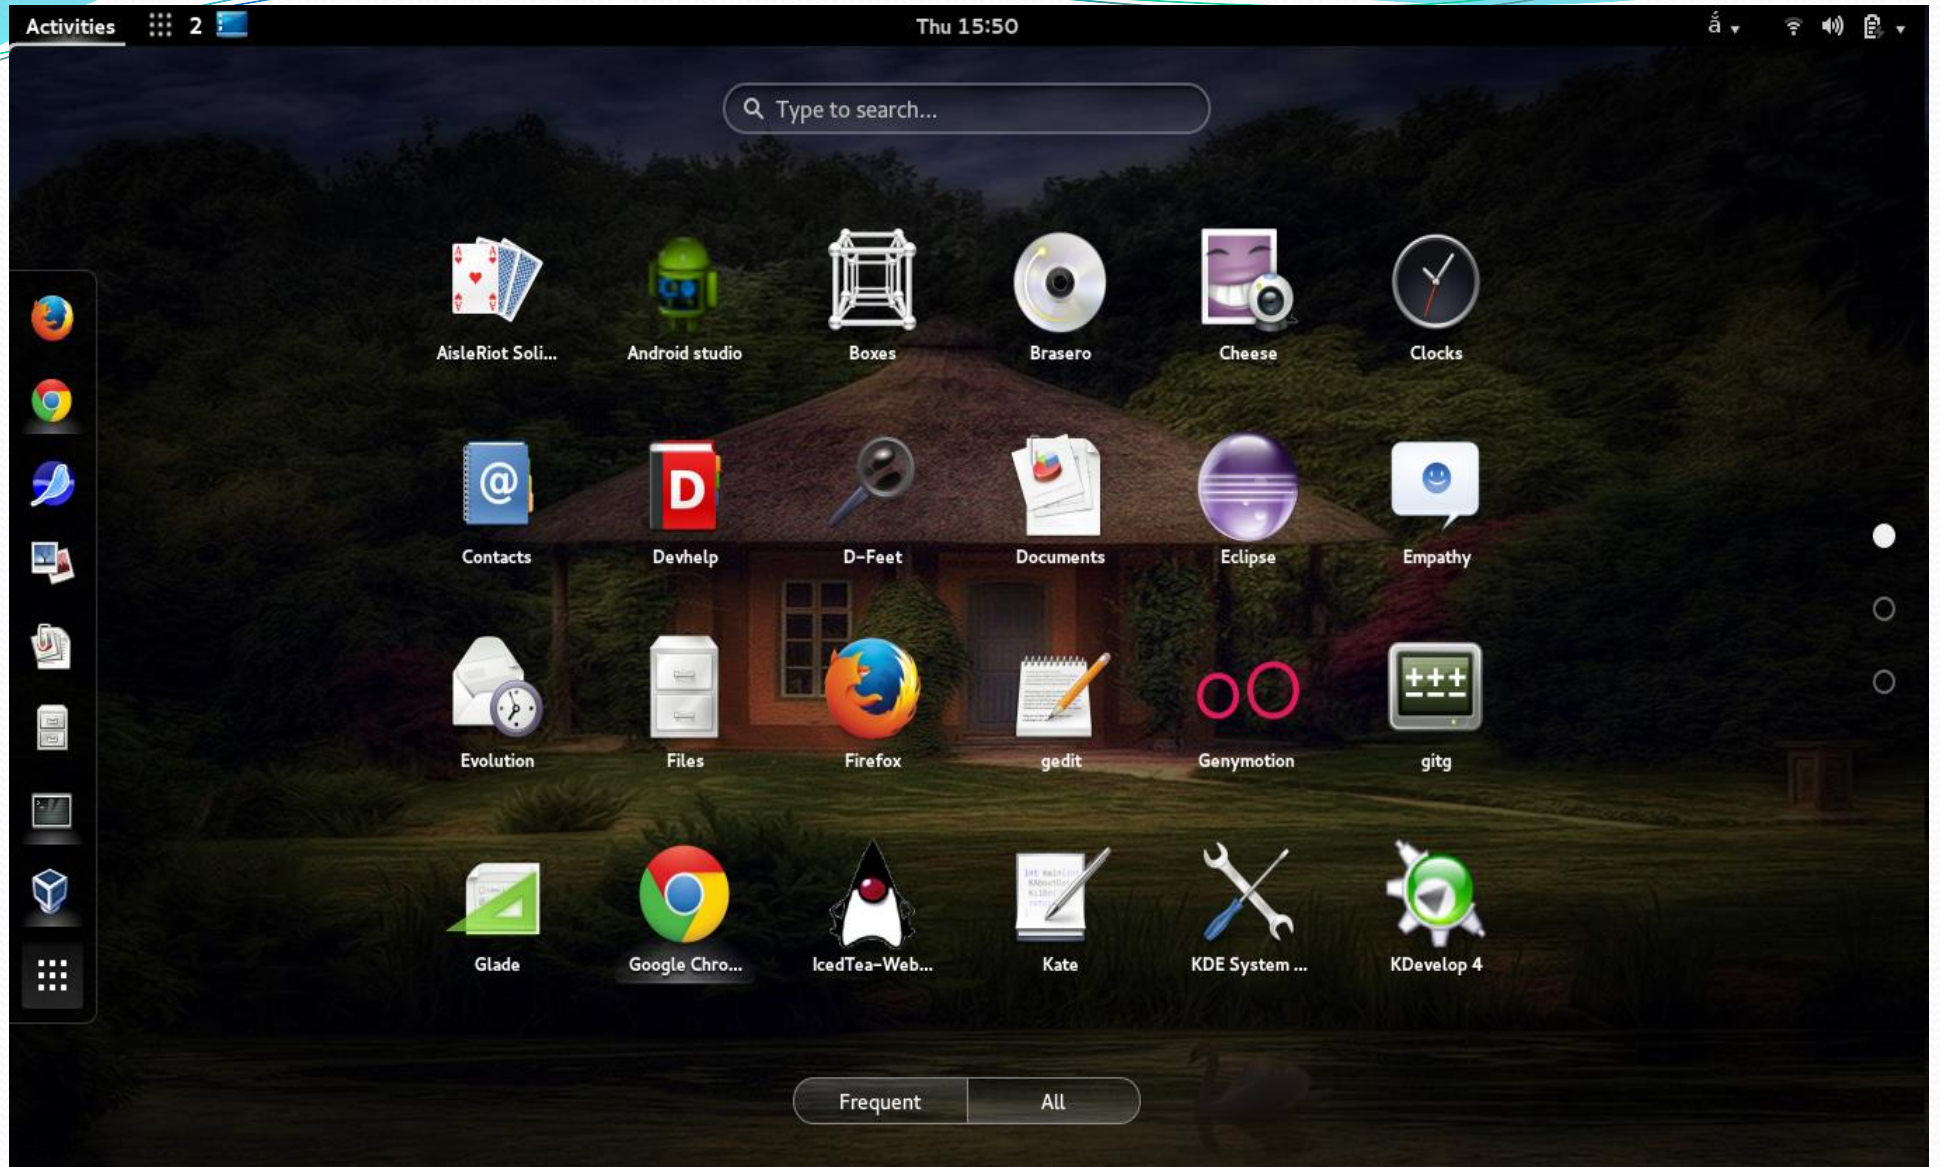 Activities 2 Thu 15:50 ắ
Type to search...
AisleRiot Soli... Android studio Boxes Brasero Cheese Clocks
Contacts Devhelp D-Feet Documents Eclipse Empathy
Evolution Files Firefox gedit Genymotion gitg
Glade Google Chro... IcedTea-Web... Kate KDE System ... KDevelop 4
Frequent All